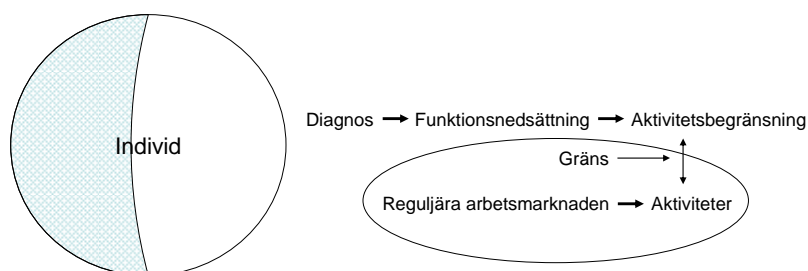 Individ
Diagnos → Funktionsnedsättning → Aktivitetsbegränsning
Gräns
Reguljära arbetsmarknaden → Aktiviteter